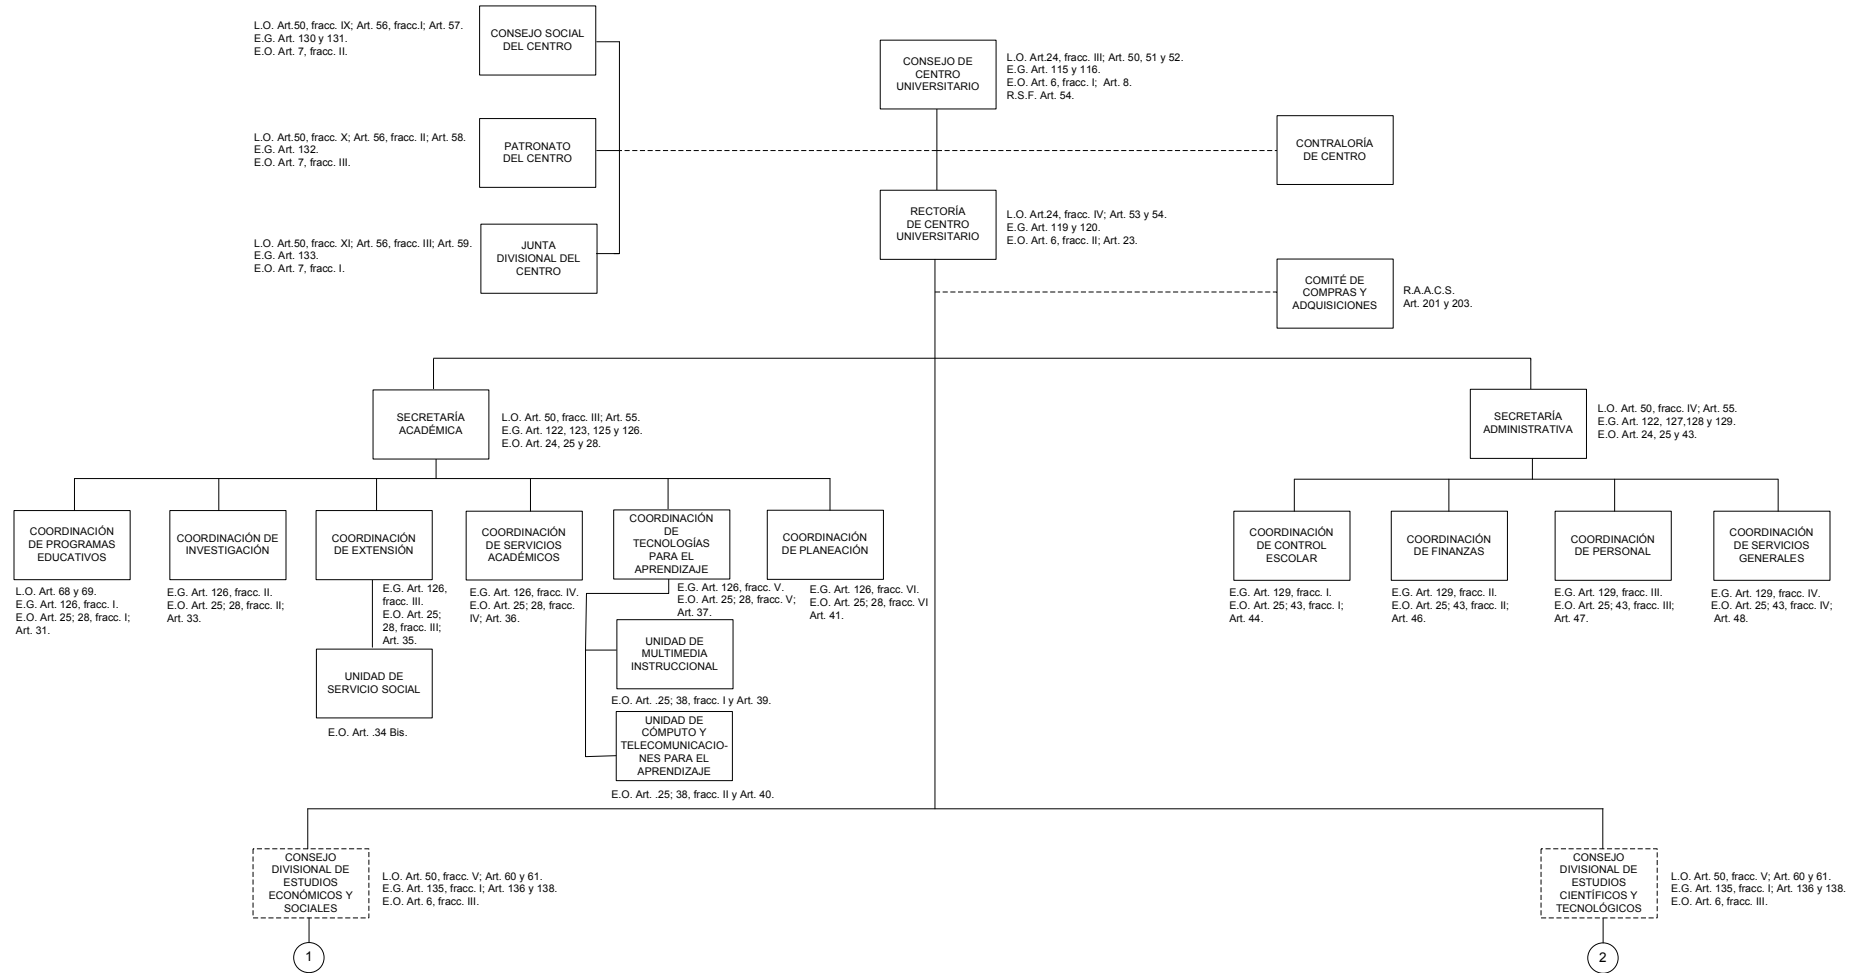 L.O. Art.50, fracc. IX; Art. 56, fracc.I; Art. 57.
E.G. Art. 130 y 131.
E.O. Art. 7, fracc. II.
CONSEJO SOCIAL
DEL CENTRO
CONSEJO DE
CENTRO
UNIVERSITARIO
L.O. Art.24, fracc. III; Art. 50, 51 y 52.
E.G. Art. 115 y 116.
E.O. Art. 6, fracc. I;  Art. 8.
R.S.F. Art. 54.
L.O. Art.50, fracc. X; Art. 56, fracc. II; Art. 58.
E.G. Art. 132.
E.O. Art. 7, fracc. III.
PATRONATO
DEL CENTRO
CONTRALORÍA
DE CENTRO
RECTORÍA
DE CENTRO
UNIVERSITARIO
L.O. Art.24, fracc. IV; Art. 53 y 54.
E.G. Art. 119 y 120.
E.O. Art. 6, fracc. II; Art. 23.
L.O. Art.50, fracc. XI; Art. 56, fracc. III; Art. 59.
E.G. Art. 133.
E.O. Art. 7, fracc. I.
JUNTA
DIVISIONAL DEL
CENTRO
COMITÉ DE
COMPRAS Y
ADQUISICIONES
R.A.A.C.S.
Art. 201 y 203.
SECRETARÍA
ACADÉMICA
L.O. Art. 50, fracc. III; Art. 55.
E.G. Art. 122, 123, 125 y 126.
E.O. Art. 24, 25 y 28.
SECRETARÍA
ADMINISTRATIVA
L.O. Art. 50, fracc. IV; Art. 55.
E.G. Art. 122, 127,128 y 129.
E.O. Art. 24, 25 y 43.
COORDINACIÓN
DE PROGRAMAS
EDUCATIVOS
L.O. Art. 68 y 69.
E.G. Art. 126, fracc. I.
E.O. Art. 25; 28, fracc. I;
Art. 31.
COORDINACIÓN DE
INVESTIGACIÓN
E.G. Art. 126, fracc. II.
E.O. Art. 25; 28, fracc. II;
Art. 33.
COORDINACIÓN
DE EXTENSIÓN
E.G. Art. 126,
fracc. III.
E.O. Art. 25;
28, fracc. III;
Art. 35.
UNIDAD DE
SERVICIO SOCIAL
E.O. Art. .34 Bis.
COORDINACIÓN
DE SERVICIOS
ACADÉMICOS
E.G. Art. 126, fracc. IV.
E.O. Art. 25; 28, fracc.
IV; Art. 36.
COORDINACIÓN
DE
TECNOLOGÍAS
PARA EL
APRENDIZAJE
E.G. Art. 126, fracc. V.
E.O. Art. 25; 28, fracc. V;
Art. 37.
UNIDAD DE
MULTIMEDIA
INSTRUCCIONAL
E.O. Art. .25; 38, fracc. I y Art. 39.
UNIDAD DE
CÓMPUTO Y
TELECOMUNICACIO-
NES PARA EL
APRENDIZAJE
E.O. Art. .25; 38, fracc. II y Art. 40.
COORDINACIÓN
DE PLANEACIÓN
E.G. Art. 126, fracc. VI.
E.O. Art. 25; 28, fracc. VI
Art. 41.
COORDINACIÓN
DE CONTROL
ESCOLAR
E.G. Art. 129, fracc. I.
E.O. Art. 25; 43, fracc. I;
Art. 44.
COORDINACIÓN
DE FINANZAS
E.G. Art. 129, fracc. II.
E.O. Art. 25; 43, fracc. II;
Art. 46.
COORDINACIÓN
DE PERSONAL
E.G. Art. 129, fracc. III.
E.O. Art. 25; 43, fracc. III;
Art. 47.
COORDINACIÓN
DE SERVICIOS
GENERALES
E.G. Art. 129, fracc. IV.
E.O. Art. 25; 43, fracc. IV;
Art. 48.
CONSEJO
DIVISIONAL DE
ESTUDIOS
ECONÓMICOS Y
SOCIALES
L.O. Art. 50, fracc. V; Art. 60 y 61.
E.G. Art. 135, fracc. I; Art. 136 y 138.
E.O. Art. 6, fracc. III.
1
CONSEJO
DIVISIONAL DE
ESTUDIOS
CIENTÍFICOS Y
TECNOLÓGICOS
L.O. Art. 50, fracc. V; Art. 60 y 61.
E.G. Art. 135, fracc. I; Art. 136 y 138.
E.O. Art. 6, fracc. III.
2